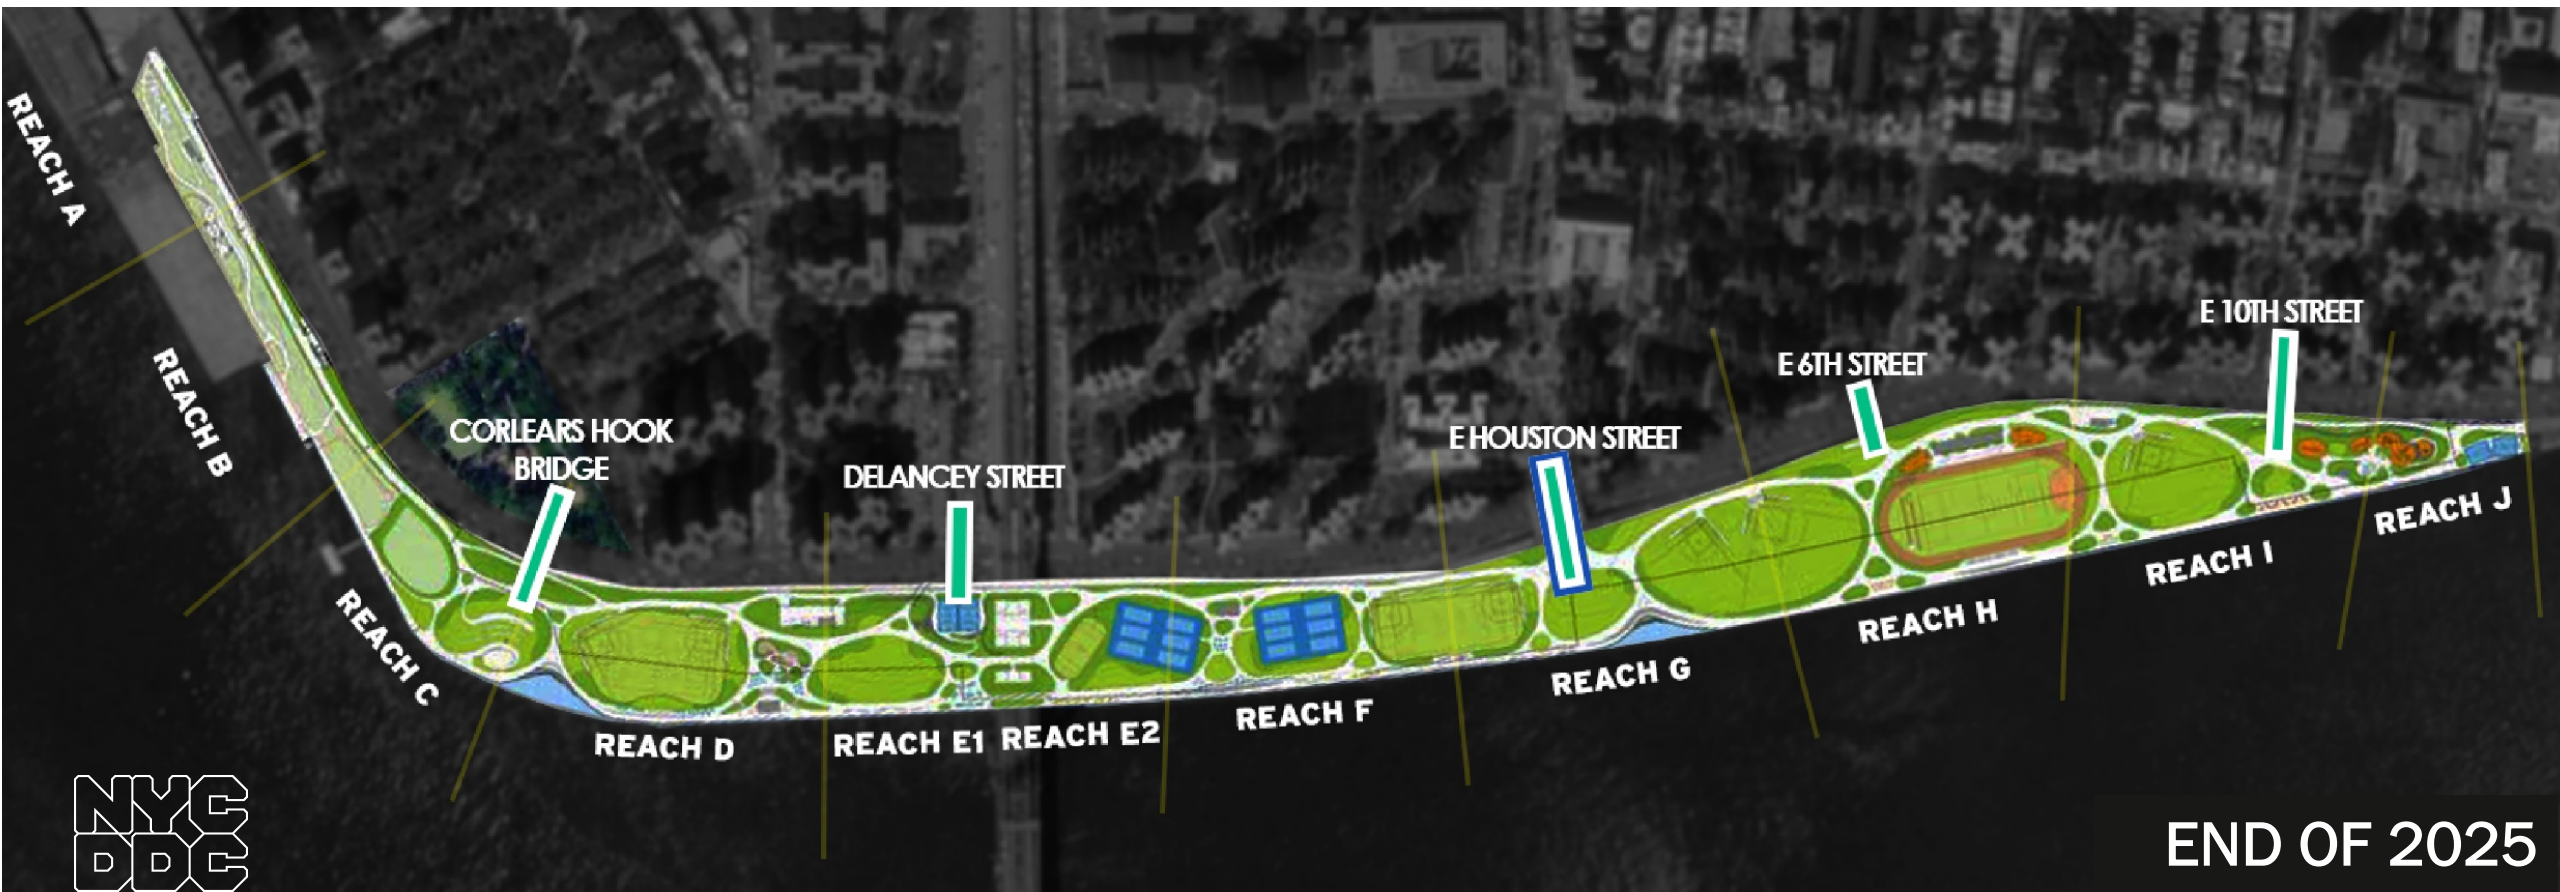 REACH A
REACH B
REACH C
CORLEARS HOOK
BRIDGE
DELANCEY STREET
E HOUSTON STREET
E 6TH STREET
E 10TH STREET
REACH D
REACH E1
REACH E2
REACH F
REACH G
REACH H
REACH I
REACH J
NYC
DDC
END OF 2025